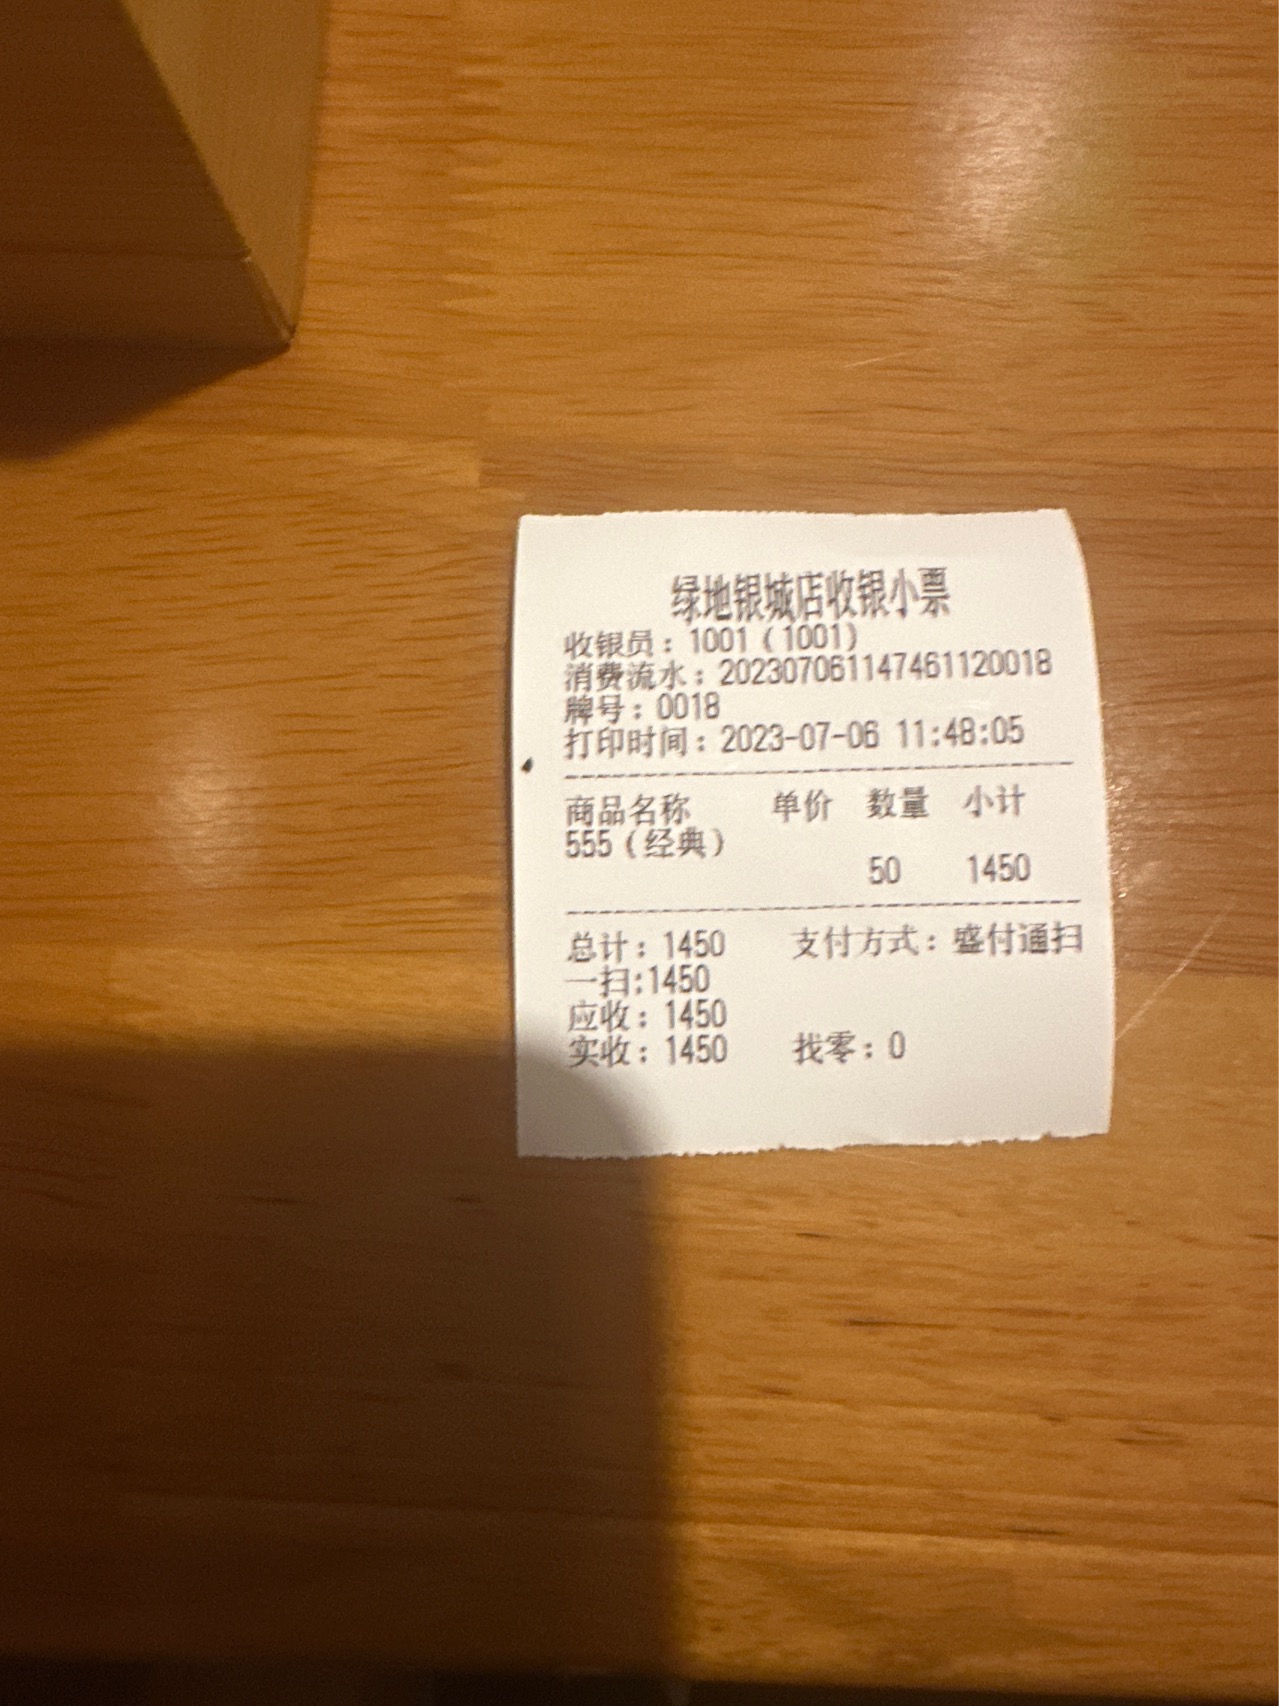 绿地银城店收银小票
收银员：1001（1001）
消费流水：202307061147461120018
牌号：0018
打印时间：2023-07-06 11:48:05
商品名称 单价 数量 小计
555（经典）
50 1450
总计：1450 支付方式：盛付通扫
一扫:1450
应收：1450
实收：1450 找零：0